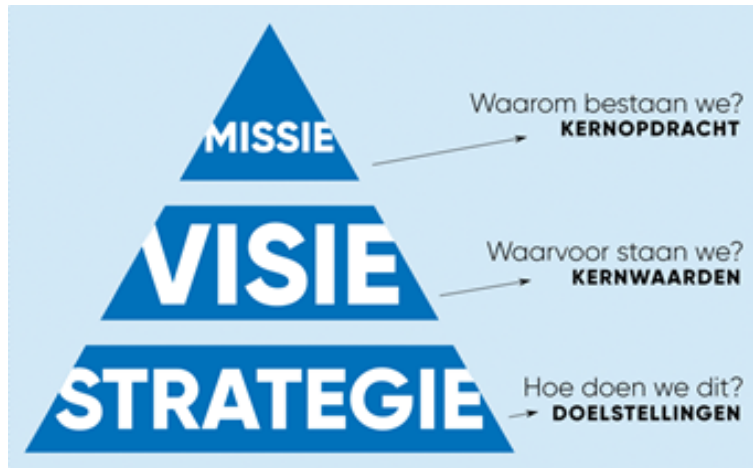 MISSIE
Waarom bestaan we?
KERNOPDRACHT
VISIE
Waarvoor staan we?
KERNWAARDEN
STRATEGIE
Hoe doen we dit?
DOELSTELLINGEN